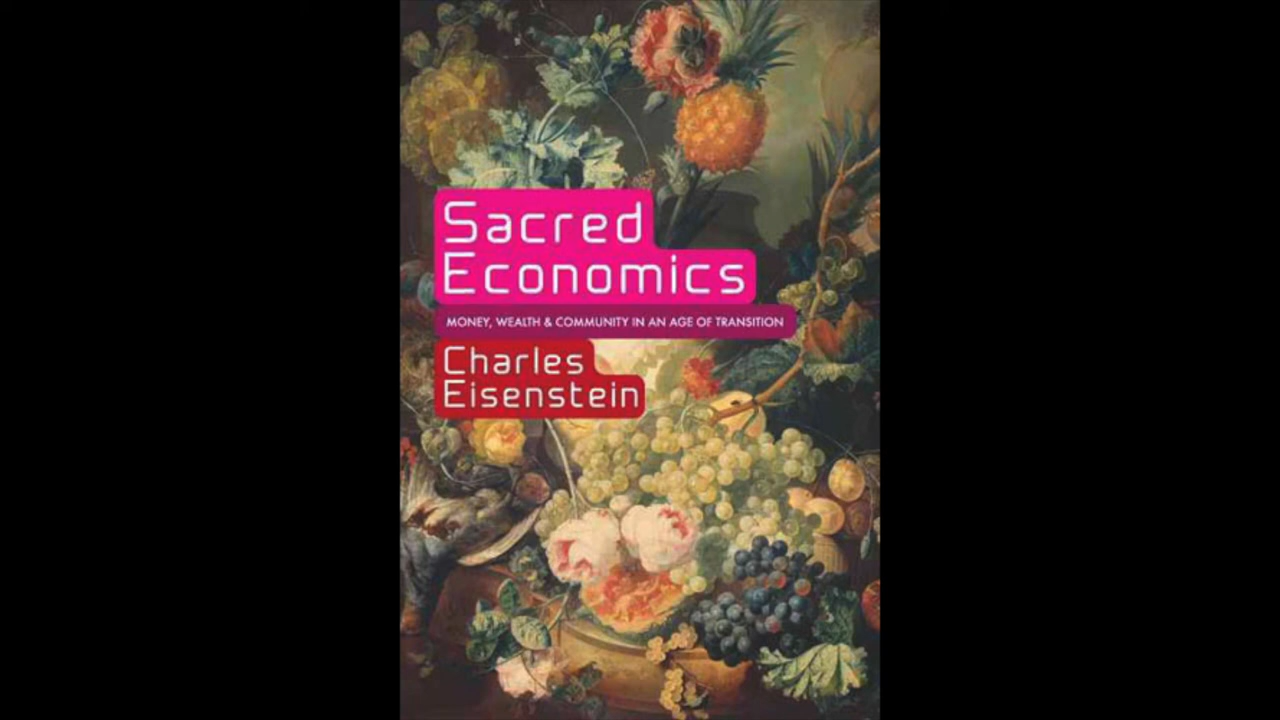 Sacred
Economics
MONEY, WEALTH & COMMUNITY IN AN AGE OF TRANSITION
Charles
Eisenstein